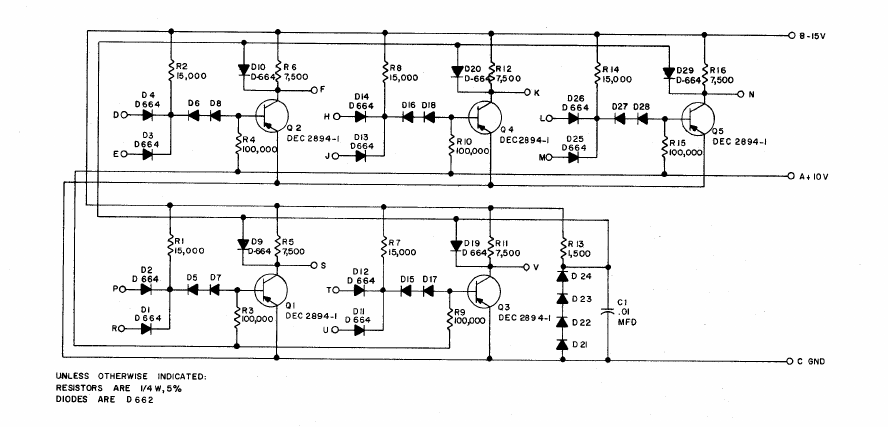 B-15V
R2
15,000
D10
D-664
R6
7,500
F
D4
D664
D
D6 D8
D3
D664
E
R4
100,000
Q2
DEC 2894-1
R8
15,000
D20
D-664
R12
7,500
K
D14
D664
H
D16 D18
D13
D664
J
R10
100,000
Q4
DEC 2894-1
R14
15,000
D29
D-664
R16
7,500
N
D26
D664
L
D27 D28
D25
D664
M
R15
100,000
Q5
DEC 2894-1
A+10V
R1
15,000
D9
D-664
R5
7,500
S
D2
D664
P
D5 D7
D1
D664
R
R3
100,000
Q1
DEC 2894-1
R7
15,000
D19
D-664
R11
7,500
V
D12
D664
T
D15 D17
D11
D664
U
R9
100,000
Q3
DEC 2894-1
R13
1,500
D24
D23
D22
D21
C1
.01
MFD
C GND
UNLESS OTHERWISE INDICATED:
RESISTORS ARE 1/4 W, 5%
DIODES ARE D662